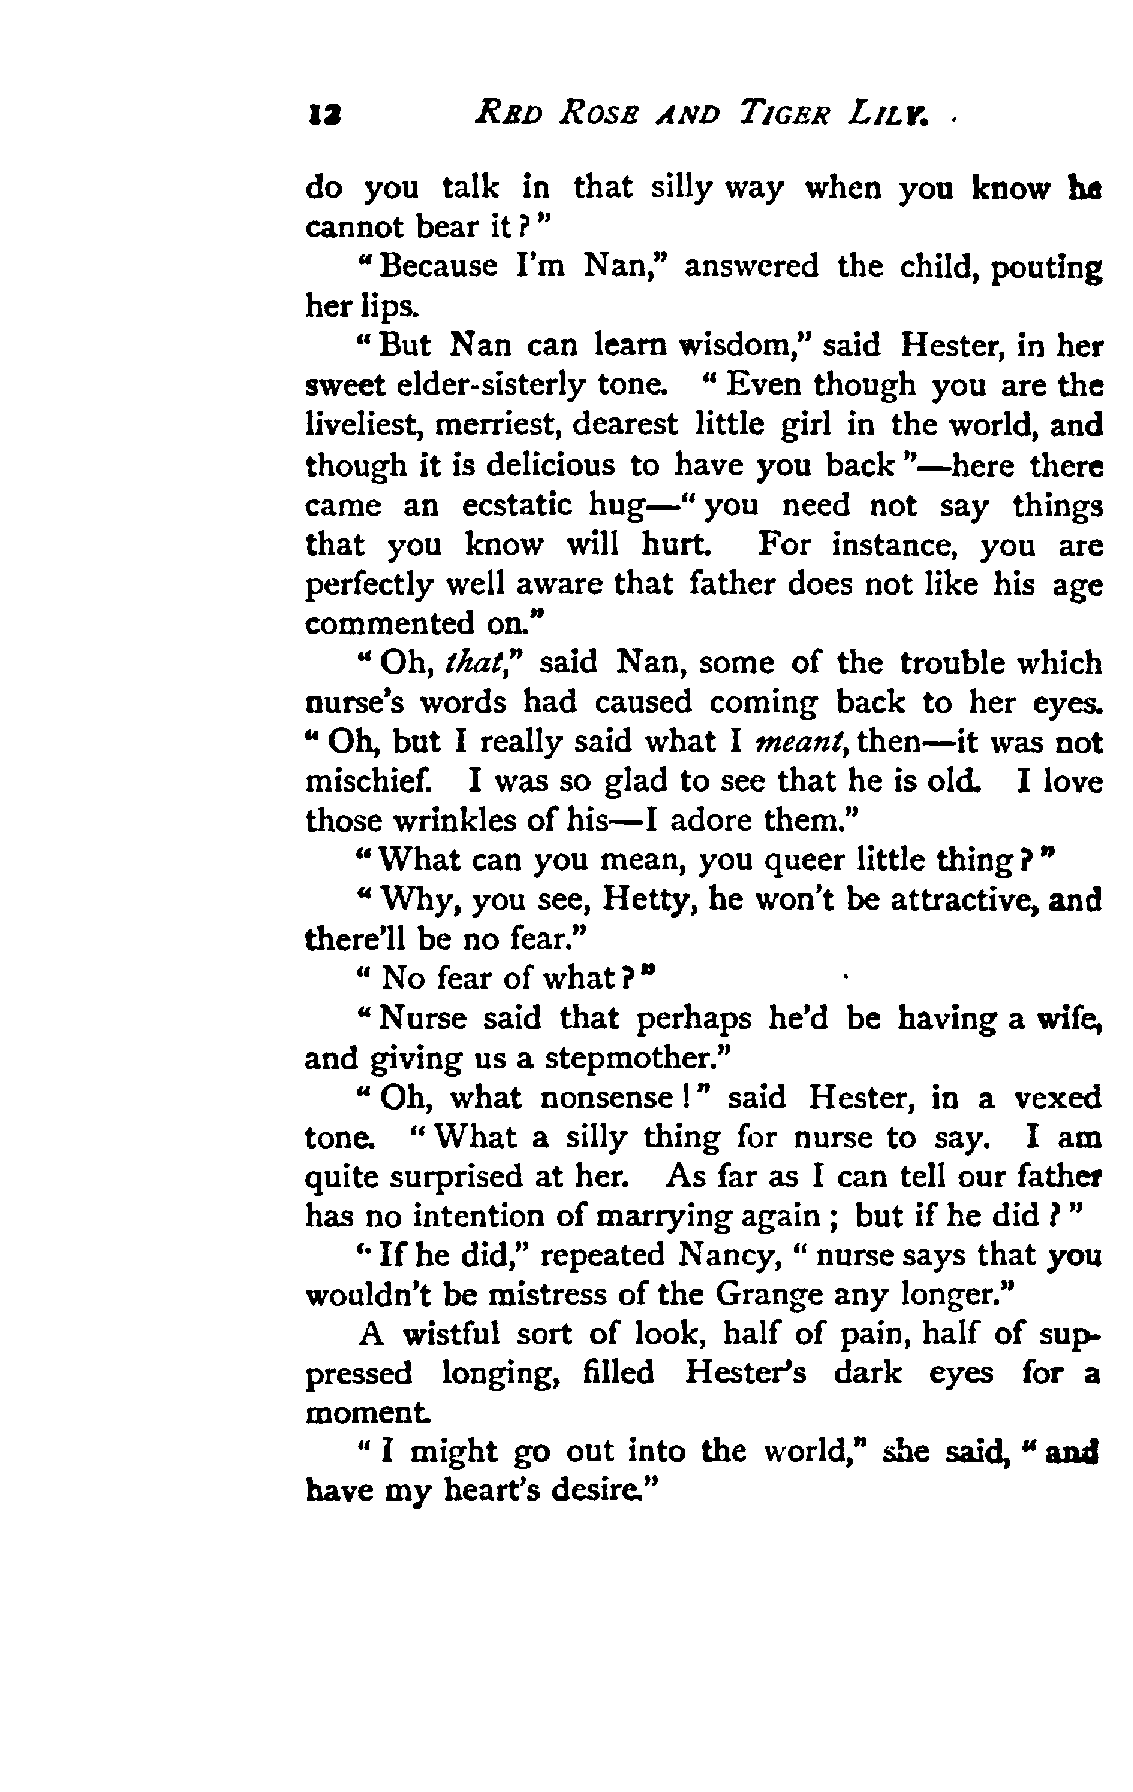 12 RED ROSE AND TIGER LILY.
do you talk in that silly way when you know he
cannot bear it?"
"Because I'm Nan," answered the child, pouting
her lips.
"But Nan can learn wisdom," said Hester, in her
sweet elder-sisterly tone. "Even though you are the
liveliest, merriest, dearest little girl in the world, and
though it is delicious to have you back"—here there
came an ecstatic hug—"you need not say things
that you know will hurt. For instance, you are
perfectly well aware that father does not like his age
commented on."
"Oh, that," said Nan, some of the trouble which
nurse's words had caused coming back to her eyes.
"Oh, but I really said what I meant, then—it was not
mischief. I was so glad to see that he is old. I love
those wrinkles of his—I adore them."
"What can you mean, you queer little thing?"
"Why, you see, Hetty, he won't be attractive, and
there'll be no fear."
"No fear of what?"
"Nurse said that perhaps he'd be having a wife,
and giving us a stepmother."
"Oh, what nonsense!" said Hester, in a vexed
tone. "What a silly thing for nurse to say. I am
quite surprised at her. As far as I can tell our father
has no intention of marrying again; but if he did?"
"If he did," repeated Nancy, "nurse says that you
wouldn't be mistress of the Grange any longer."
A wistful sort of look, half of pain, half of sup-
pressed longing, filled Hester's dark eyes for a
moment.
"I might go out into the world," she said, "and
have my heart's desire."